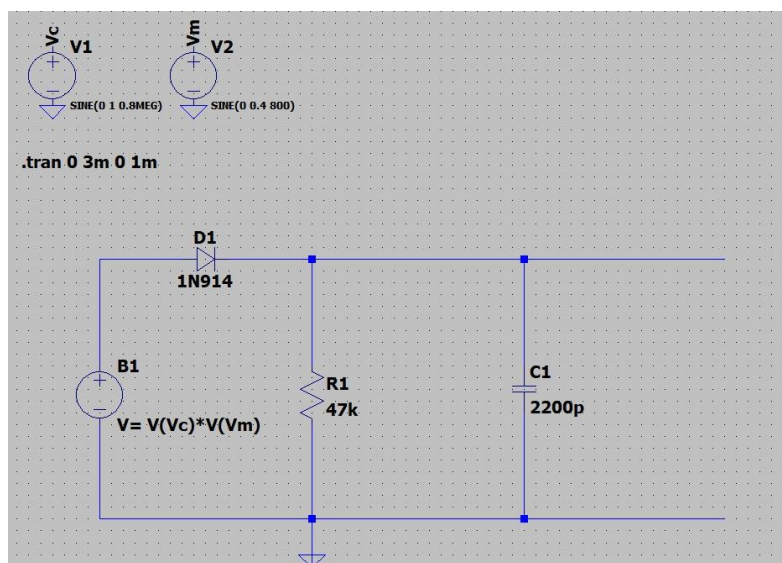 Vc
V1
SINE(0 1 0.8MEG)
Vm
V2
SINE(0 0.4 800)
.tran 0 3m 0 1m
D1
1N914
B1
V= V(Vc)*V(Vm)
R1
47k
C1
2200p